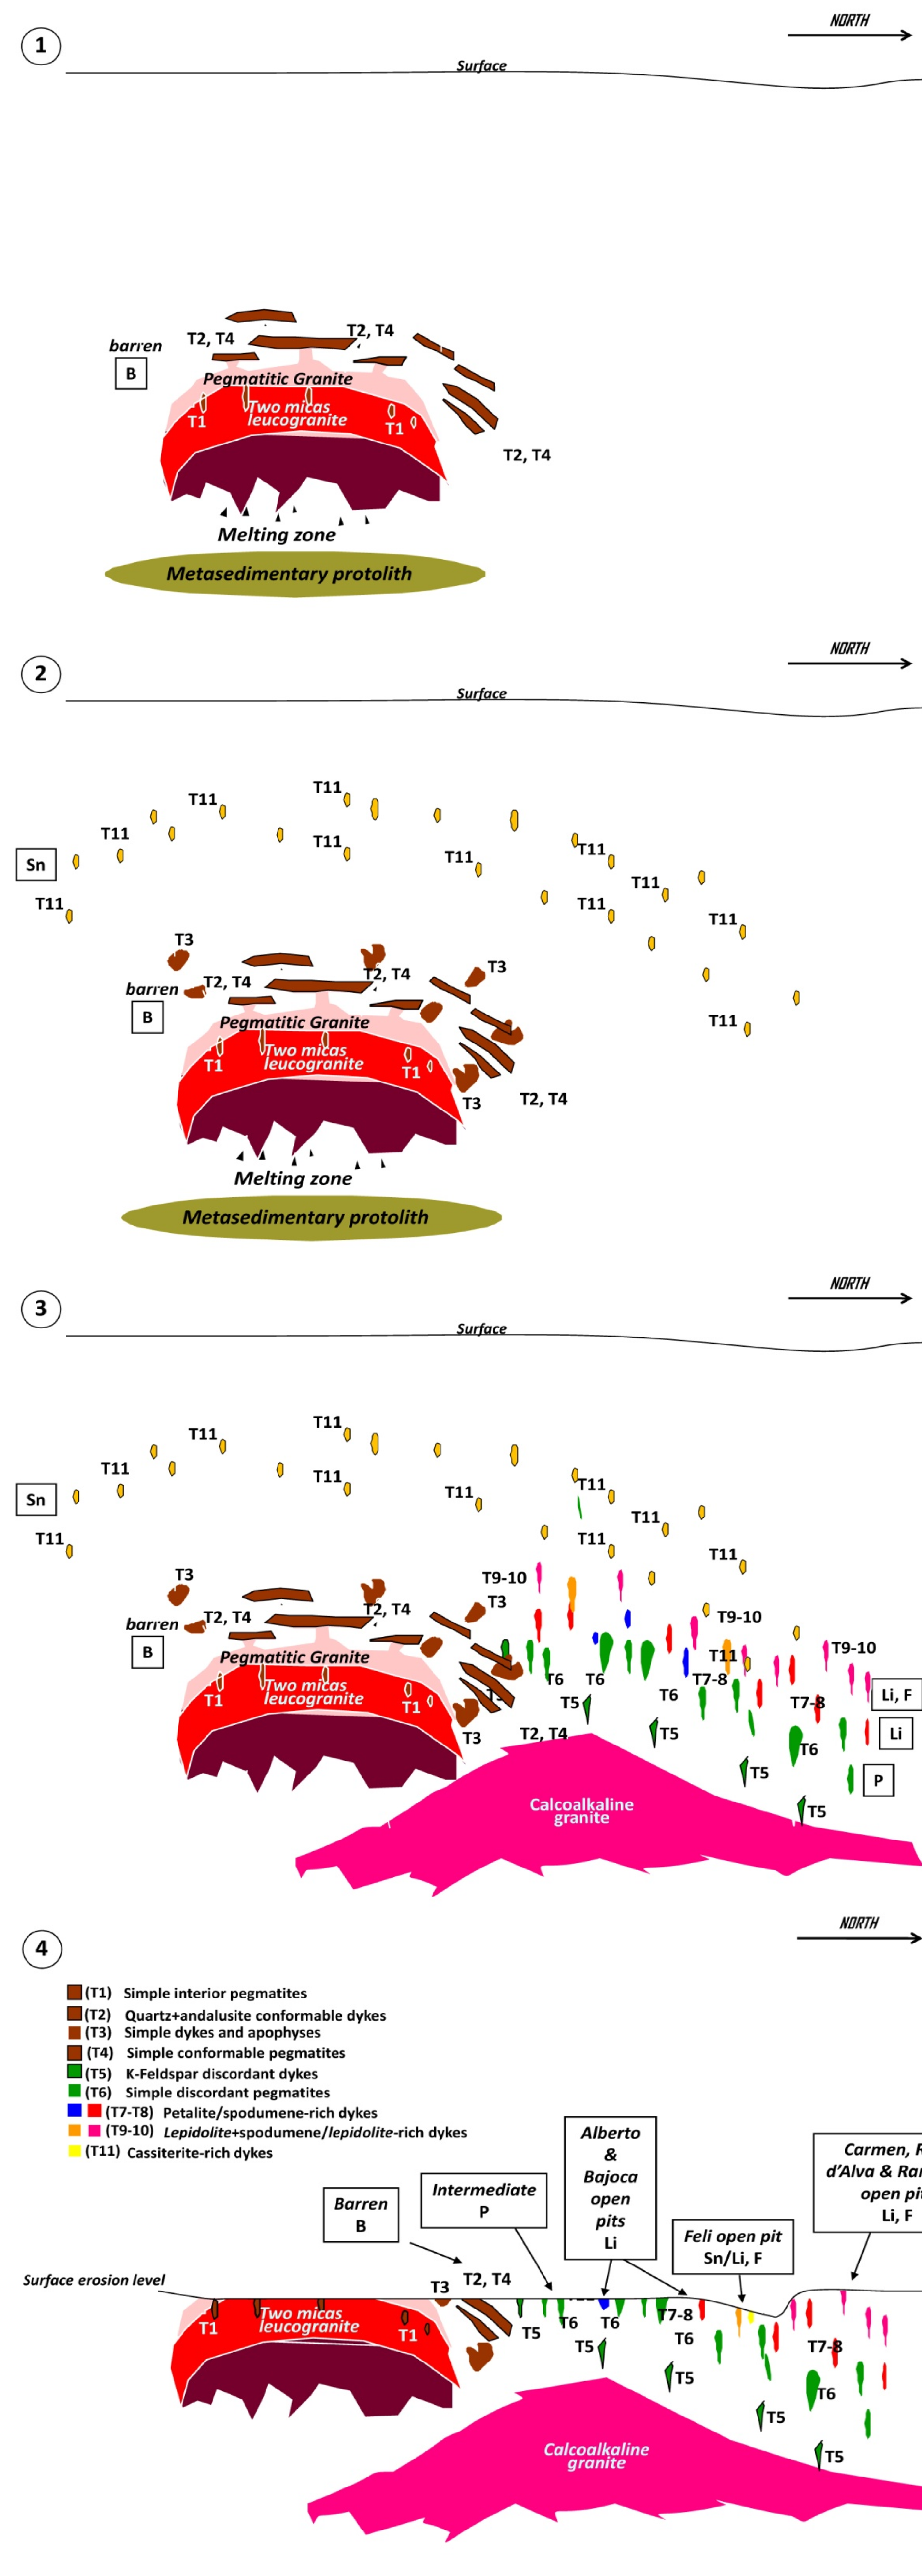 1
NORTH
Surface
T2, T4
T2, T4
barren
B
Pegmatitic Granite
Two micas
leucogranite
T1
T1
T2, T4
Melting zone
Metasedimentary protolith
2
NORTH
Surface
T11
T11
T11
T11
T11
T11
Sn
T11
T11
T11
T11
T3
T3
T2, T4
T2, T4
barren
B
Pegmatitic Granite
T11
Two micas
leucogranite
T1
T1
T3
T2, T4
Melting zone
Metasedimentary protolith
3
NORTH
Surface
T11
T11
T11
T11
T11
T11
Sn
T11
T11
T11
T11
T3
T9-10
T3
T2, T4
T2, T4
T9-10
barren
B
Pegmatitic Granite
T11
T9-10
T6
T6
T7-8
Two micas
leucogranite
T1
T1
T5
T6
T7-8
Li, F
T3
T2, T4
T5
Li
T6
T5
P
Calcoalkaline
granite
T5
4
NORTH
(T1) Simple interior pegmatites
(T2) Quartz+andalusite conformable dykes
(T3) Simple dykes and apophyses
(T4) Simple conformable pegmatites
(T5) K-Feldspar discordant dykes
(T6) Simple discordant pegmatites
(T7-T8) Petalite/spodumene-rich dykes
(T9-10) Lepidolite+spodumene/lepidolite-rich dykes
(T11) Cassiterite-rich dykes
Alberto
&
Bajoca
open
pits
Li
Carmen,
d'Alva &
Li, F
Intermediate
P
Barren
B
Feli open pit
Sn/Li, F
Surface erosion level
T3
T2, T4
Two micas
leucogranite
T1
T1
T5
T6
T6
T7-8
T6
T5
T7-8
T5
T6
T5
T5
Calcoalkaline
granite